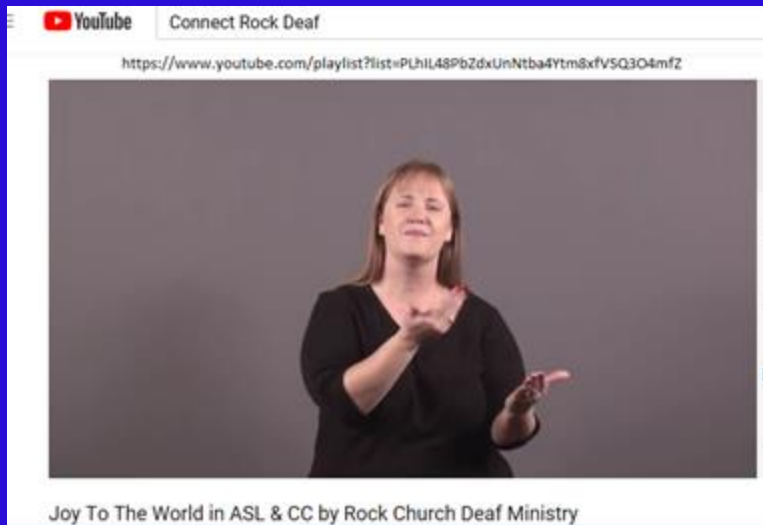 YouTube Connect Rock Deaf
https://www.youtube.com/playlist?list=PLhIL48PbZdxUnNtba4Ytm8xfVSQ3O4mfZ
Joy To The World in ASL & CC by Rock Church Deaf Ministry